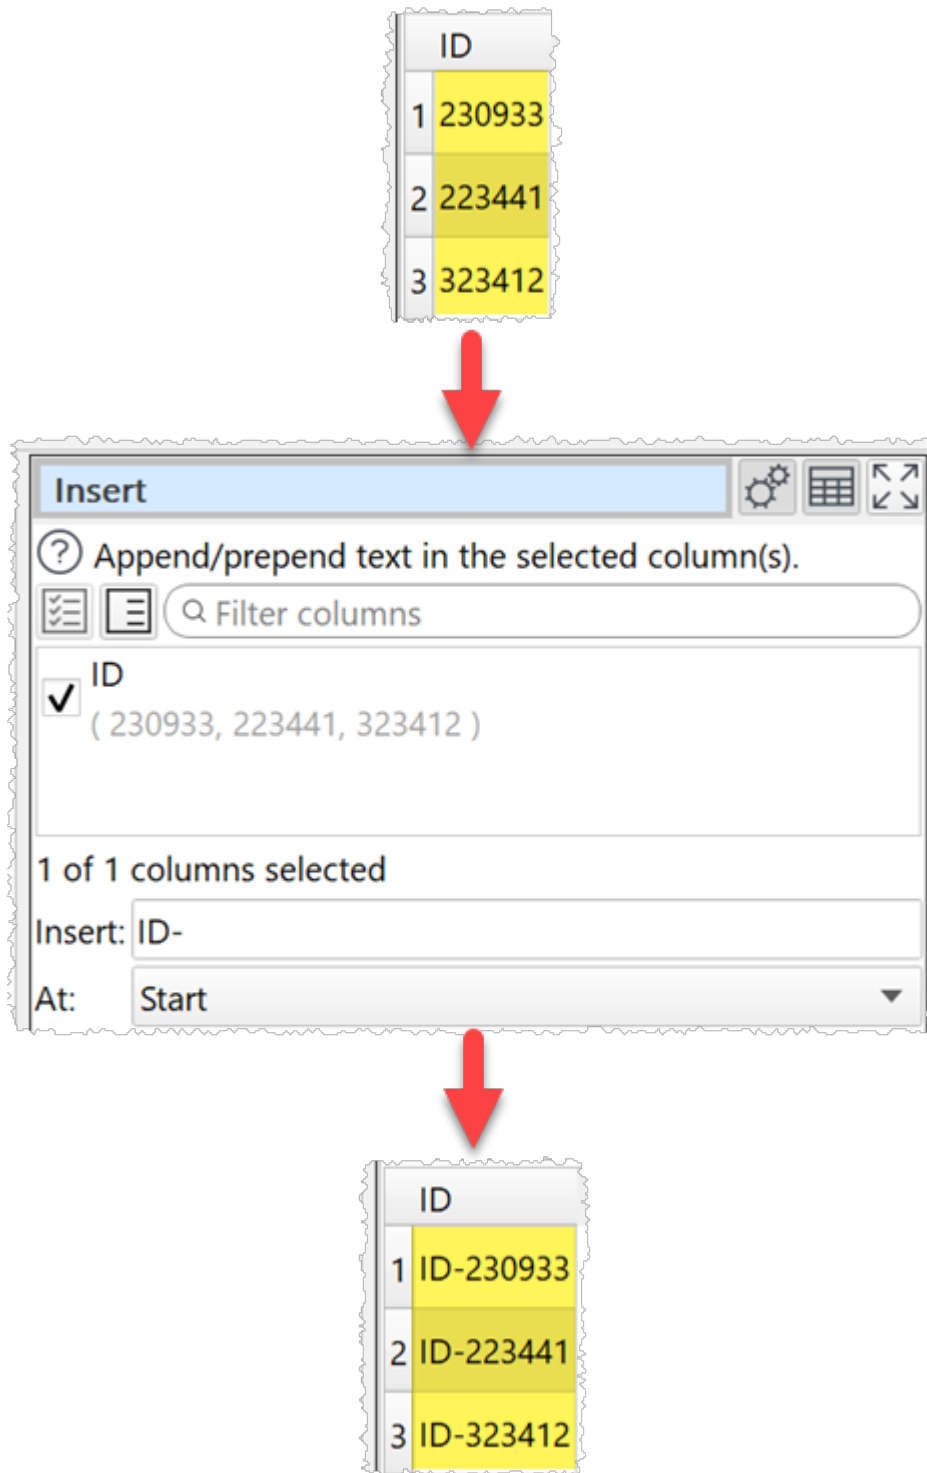 ID
1 230933
2 223441
3 323412
Insert
? Append/prepend text in the selected column(s).
Filter columns
ID
( 230933, 223441, 323412 )
1 of 1 columns selected
Insert: ID-
At: Start
ID
1 ID-230933
2 ID-223441
3 ID-323412